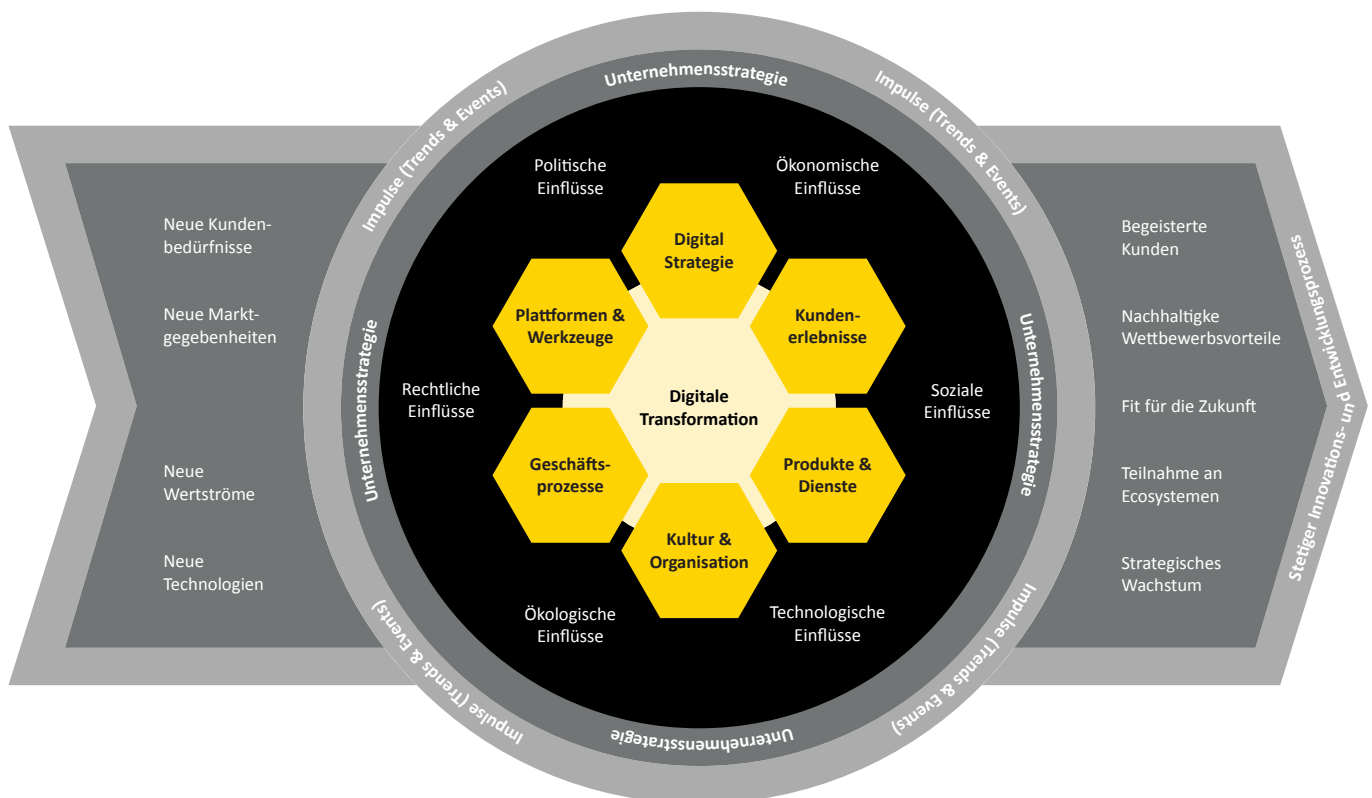 Unternehmensstrategie
Impulse (Trends & Events)
Impulse (Trends & Events)
Neue Kunden-
bedürfnisse
Neue Markt-
gegebenheiten
Neue
Wertströme
Neue
Technologien
Unternehmensstrategie
Politische
Einflüsse
Ökonomische
Einflüsse
Rechtliche
Einflüsse
Soziale
Einflüsse
Ökologische
Einflüsse
Technologische
Einflüsse
Digital
Strategie
Plattformen &
Werkzeuge
Kunden-
erlebnisse
Digitale
Transformation
Geschäfts-
prozesse
Produkte &
Dienste
Kultur &
Organisation
Unternehmensstrategie
Begeisterte
Kunden
Nachhaltigke
Wettbewerbsvorteile
Fit für die Zukunft
Teilnahme an
Ecosystemen
Strategisches
Wachstum
Stetiger Innovations- und Entwicklungsprozess
Impulse (Trends & Events)
Impulse (Trends & Events)
Unternehmensstrategie